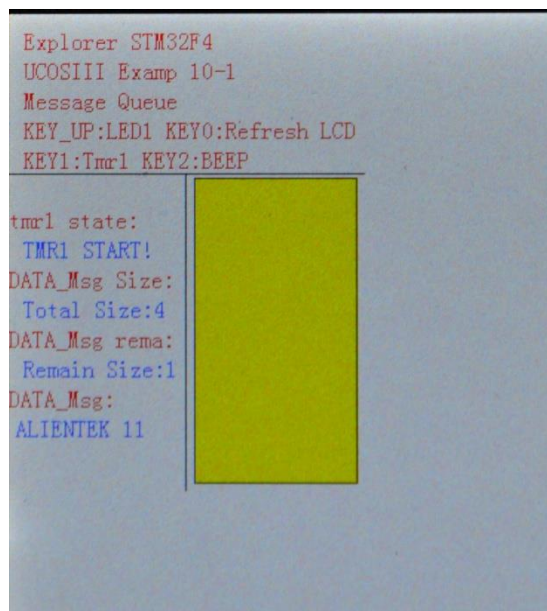 Explorer STM32F4
UCOSIII Examp 10-1
Message Queue
KEY_UP:LED1 KEY0:Refresh LCD
KEY1:Tmr1 KEY2:BEEP
tmr1 state:
TMR1 START!
DATA_Msg Size:
Total Size:4
DATA_Msg rema:
Remain Size:1
DATA_Msg:
ALIENTEK 11